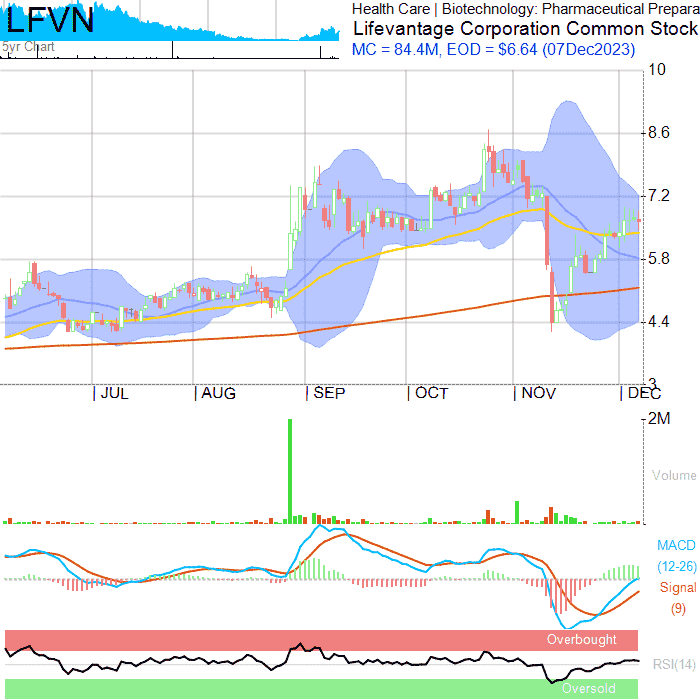 LFVN
5yr Chart
Health Care | Biotechnology: Pharmaceutical Prepara
Lifevantage Corporation Common Stock
MC = 84.4M, EOD = $6.64 (07Dec2023)
10
8.6
7.2
5.8
4.4
3
JUL AUG SEP OCT NOV DEC
2M
Volume
MACD
(12-26)
Signal
(9)
Overbought
RSI(14)
Oversold